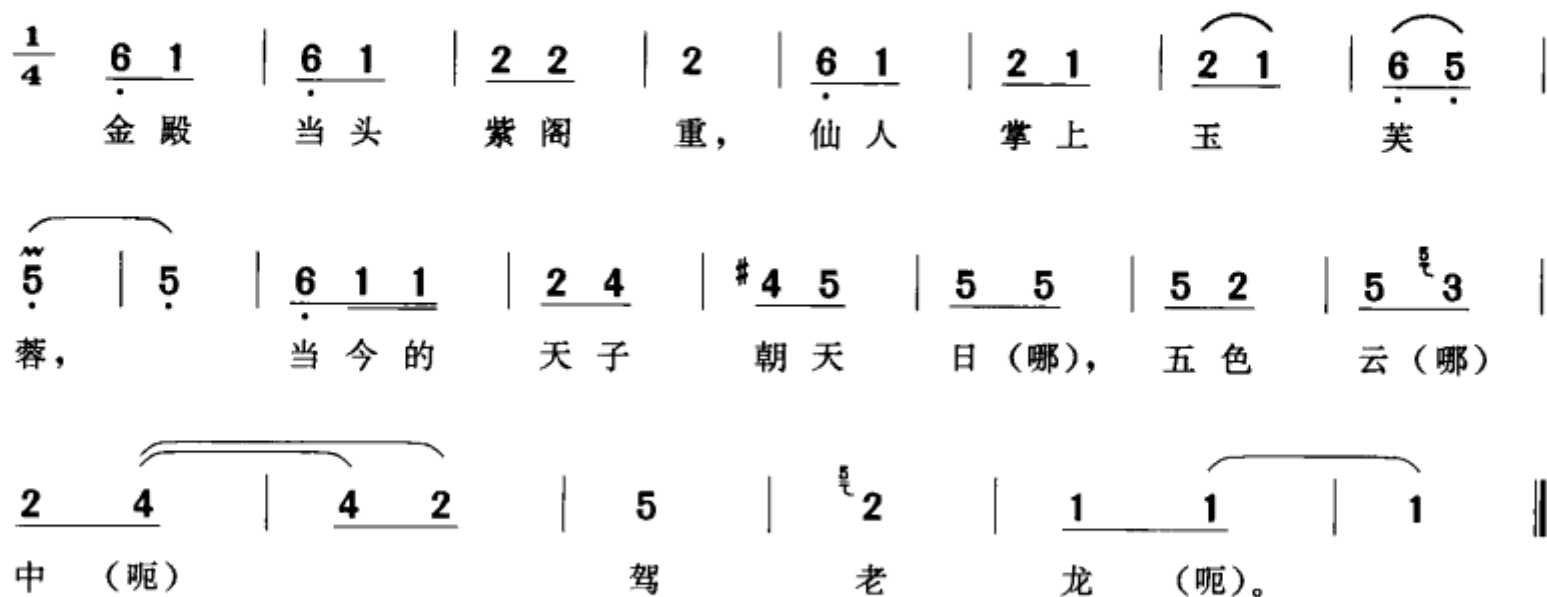 1/4 6 1 | 6 1 | 2 2 | 2 | 6 1 | 2 1 | 2 1 | 6 5 |
金 殿 当 头 紫 阁 重， 仙 人 掌 上 玉 芙
5 | 5 | 6 1 1 | 2 4 | #4 5 | 5 5 | 5 2 | 5 5 3 |
蓉， 当 今 的 天 子 朝 天 日（哪）， 五 色 云（哪）
2 4 | 4 2 | 5 | 5 2 | 1 1 | 1 ‖
中 （呃） 驾 老 龙 （呃）。